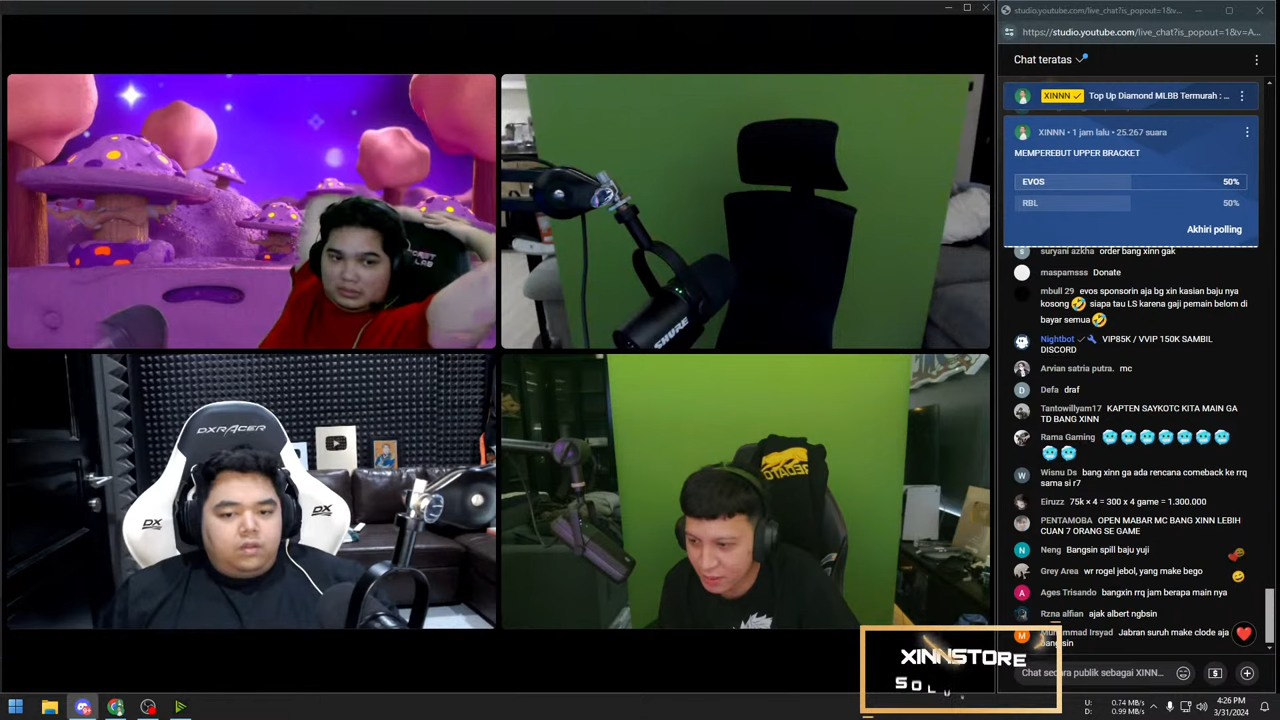 studio.youtube.com/live_chat?is_popout=1&v...
https://studio.youtube.com/live_chat?is_popout=1&v=A...
Chat teratas
XINNN Top Up Diamond MLBB Termurah : ...
XINNN • 1 jam lalu • 25.267 suara
MEMPEREBUT UPPER BRACKET
EVOS 50%
RBL 50%
Akhiri polling
suryani azkha order bang xinn gak
maspamsss Donate
mbull 29 evos sponsorin aja bg xin kasian baju nya
kosong 🤣 siapa tau LS karena gaji pemain belom di
bayar semua 🤣
Nightbot VIP85K / VVIP 150K SAMBIL
DISCORD
Arvian satria putra. mc
Defa draf
Tantowillyam17 KAPTEN SAYKOTC KITA MAIN GA
TD BANG XINN
Rama Gaming 🥶🥶🥶🥶🥶🥶🥶
🥶🥶
Wisnu Ds bang xinn ga ada rencana comeback ke rrq
sama si r7
Eiruzz 75k × 4 = 300 x 4 game = 1.300.000
PENTAMOBA OPEN MABAR MC BANG XINN LEBIH
CUAN 7 ORANG SE GAME
Neng Bangsin spill baju yuji
Grey Area wr rogel jebol, yang make bego
Ages Trisando bangxin rrq jam berapa main nya
Rzna alfian ajak albert ngbsin
Muhammad Irsyad Jabran suruh make clode aja
bangsin
Chat secara publik sebagai XINN...
SHURE
DXRACER
DX
DX
XINNSTORE
SOLU
U: 0.74 MB/s
D: 0.99 MB/s
4:26 PM
3/31/2024